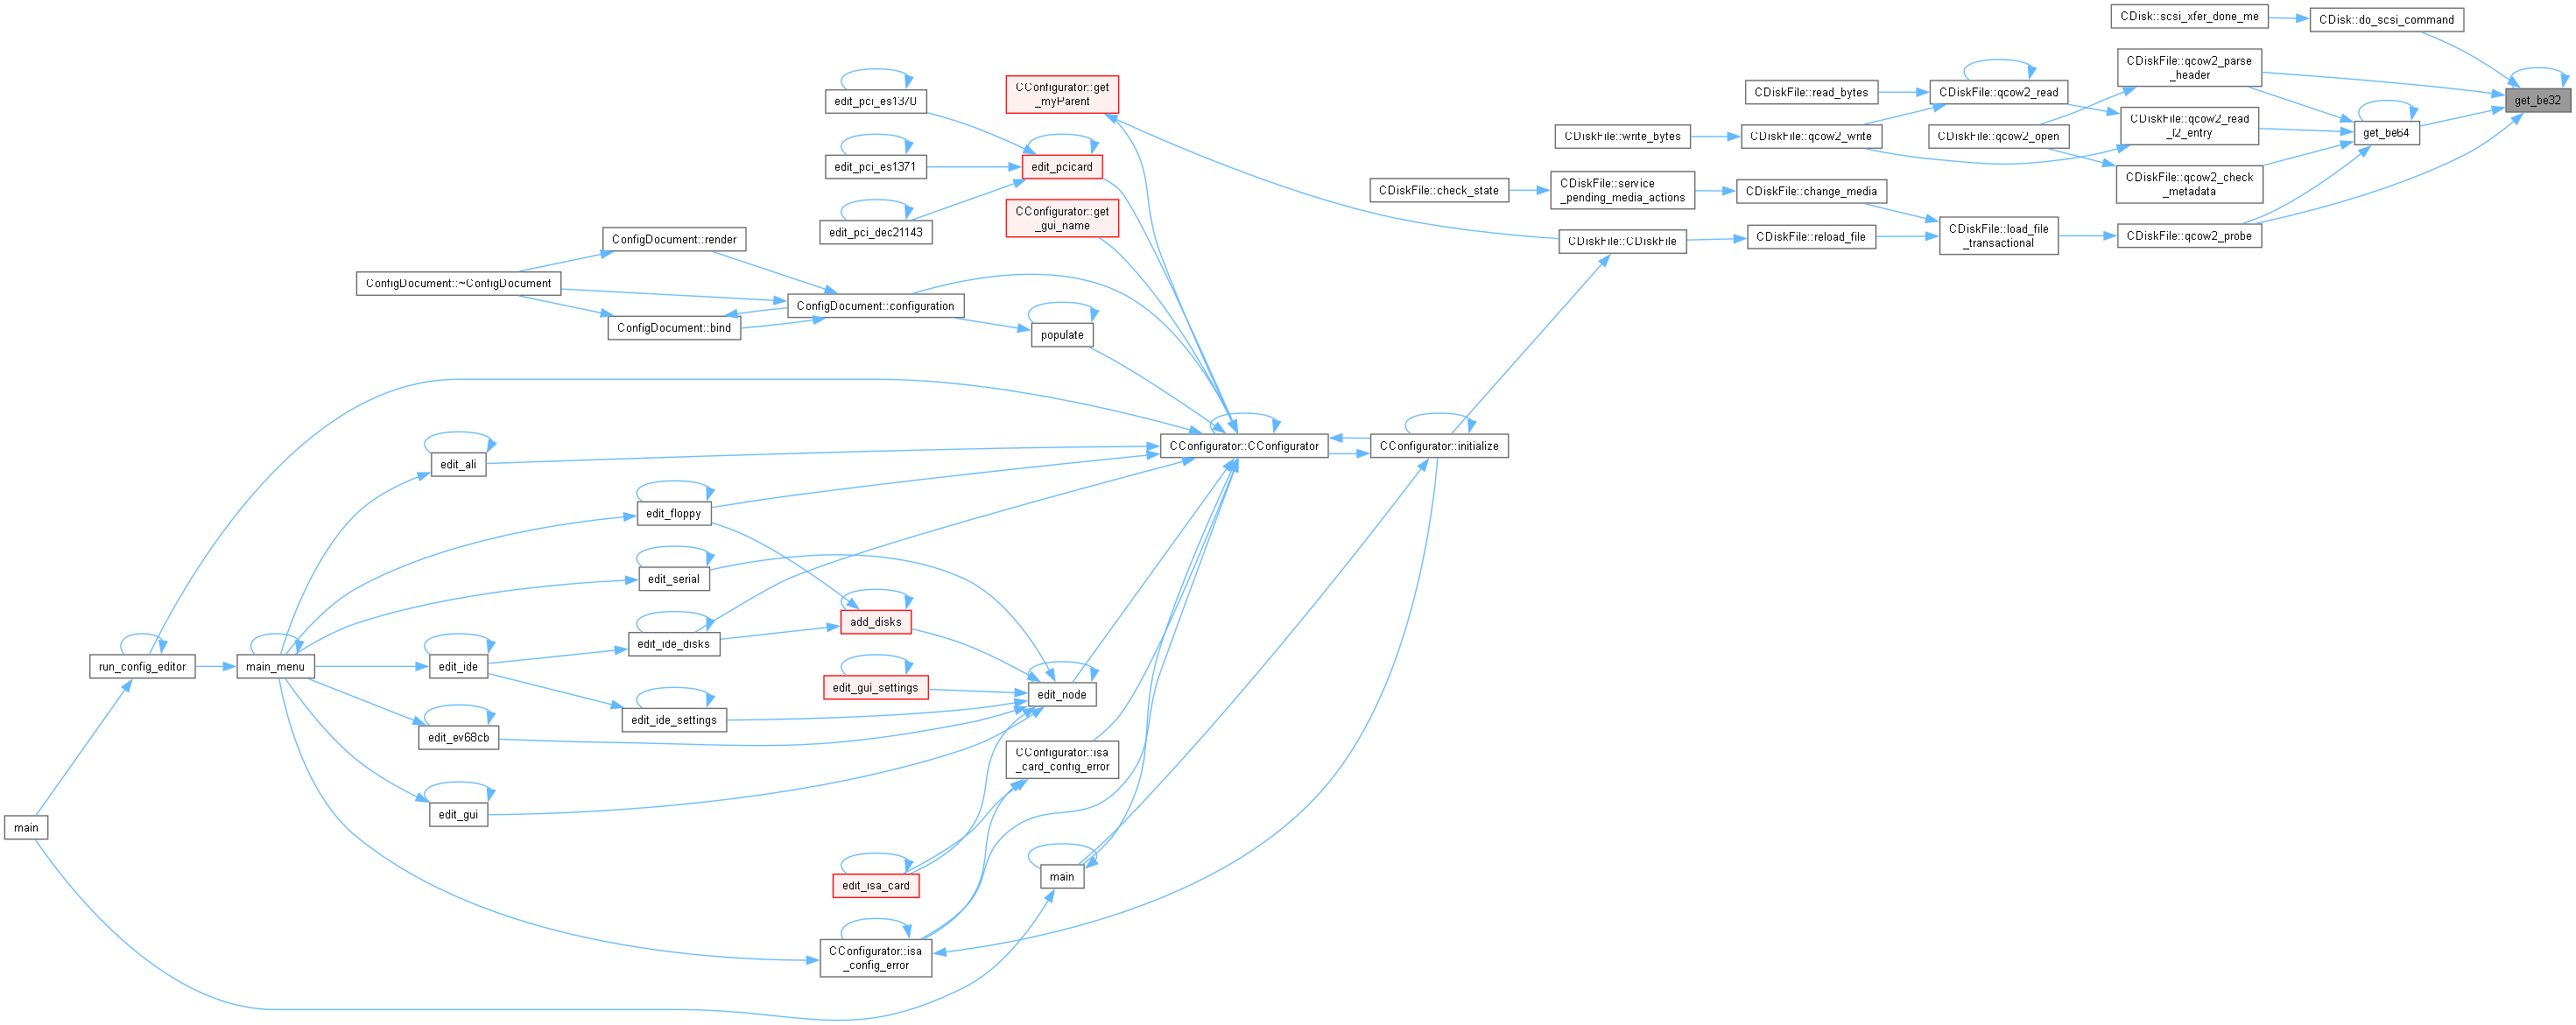 CDisk::scsi_xfer_done_me
CDisk::do_scsi_command
CDiskFile::qcow2_parse
_header
CConfigurator::get
_myParent
edit_pci_es1370
CDiskFile::read_bytes
CDiskFile::qcow2_read
get_be32
CDiskFile::qcow2_read
_l2_entry
get_be64
CDiskFile::write_bytes
CDiskFile::qcow2_write
CDiskFile::qcow2_open
edit_pci_es1371
edit_pcicard
CDiskFile::check_state
CDiskFile::service
_pending_media_actions
CDiskFile::change_media
CDiskFile::qcow2_check
_metadata
CConfigurator::get
_gui_name
edit_pci_dec21143
ConfigDocument::render
CDiskFile::CDiskFile
CDiskFile::reload_file
CDiskFile::load_file
_transactional
CDiskFile::qcow2_probe
ConfigDocument::~ConfigDocument
ConfigDocument::configuration
ConfigDocument::bind
populate
CConfigurator::CConfigurator
CConfigurator::initialize
edit_ali
edit_floppy
edit_serial
add_disks
edit_ide_disks
run_config_editor
main_menu
edit_ide
edit_gui_settings
edit_node
edit_ide_settings
edit_ev68cb
CConfigurator::isa
_card_config_error
edit_gui
main
edit_isa_card
main
CConfigurator::isa
_config_error